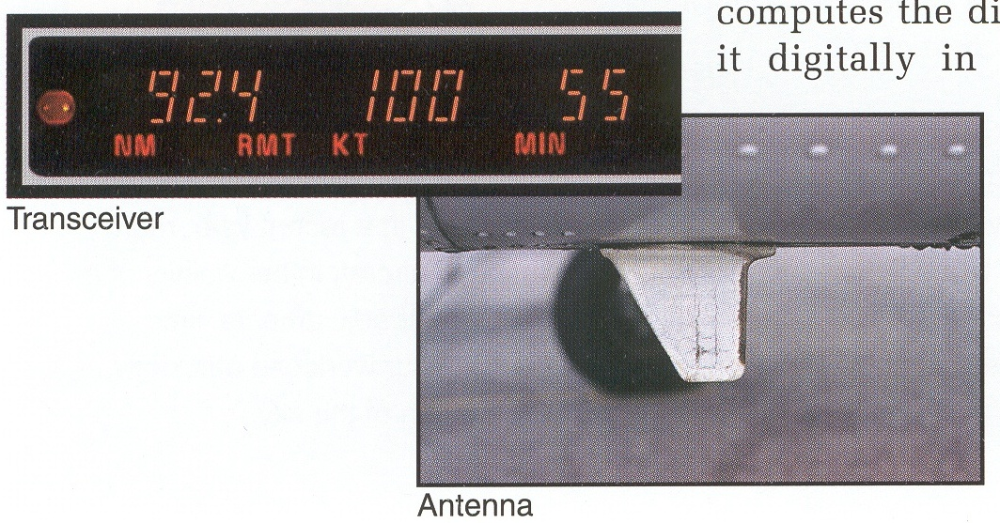 computes the di
it digitally in
92.4 100 55
NM RMT KT MIN
Transceiver
Antenna